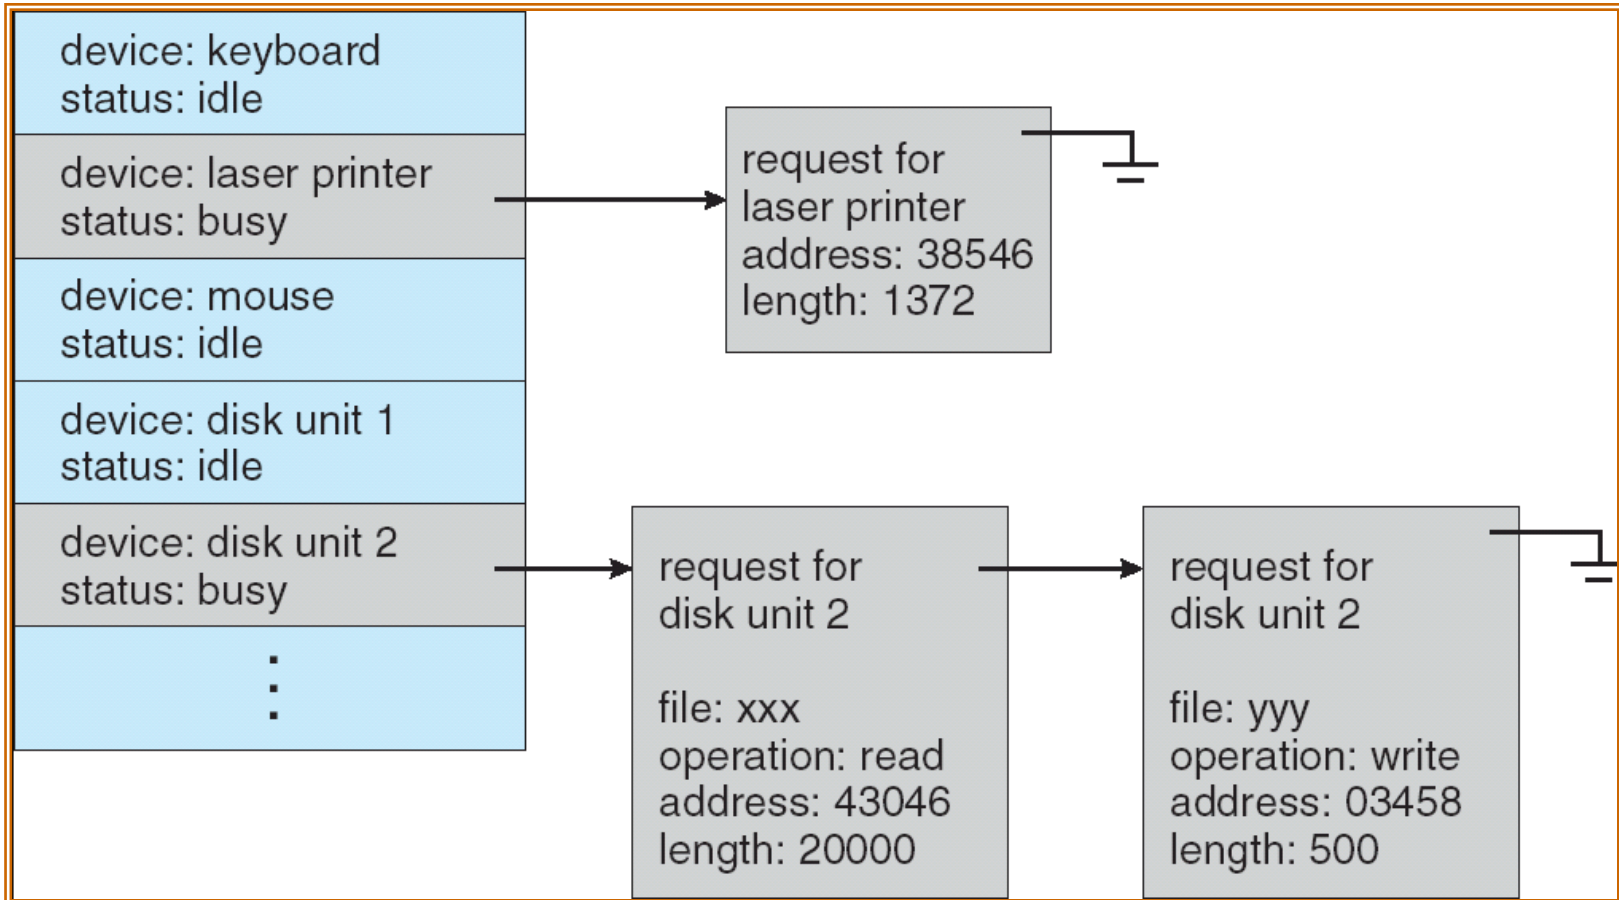 device: keyboard
status: idle
device: laser printer
status: busy
device: mouse
status: idle
device: disk unit 1
status: idle
device: disk unit 2
status: busy
request for
laser printer
address: 38546
length: 1372
request for
disk unit 2
file: xxx
operation: read
address: 43046
length: 20000
request for
disk unit 2
file: yyy
operation: write
address: 03458
length: 500